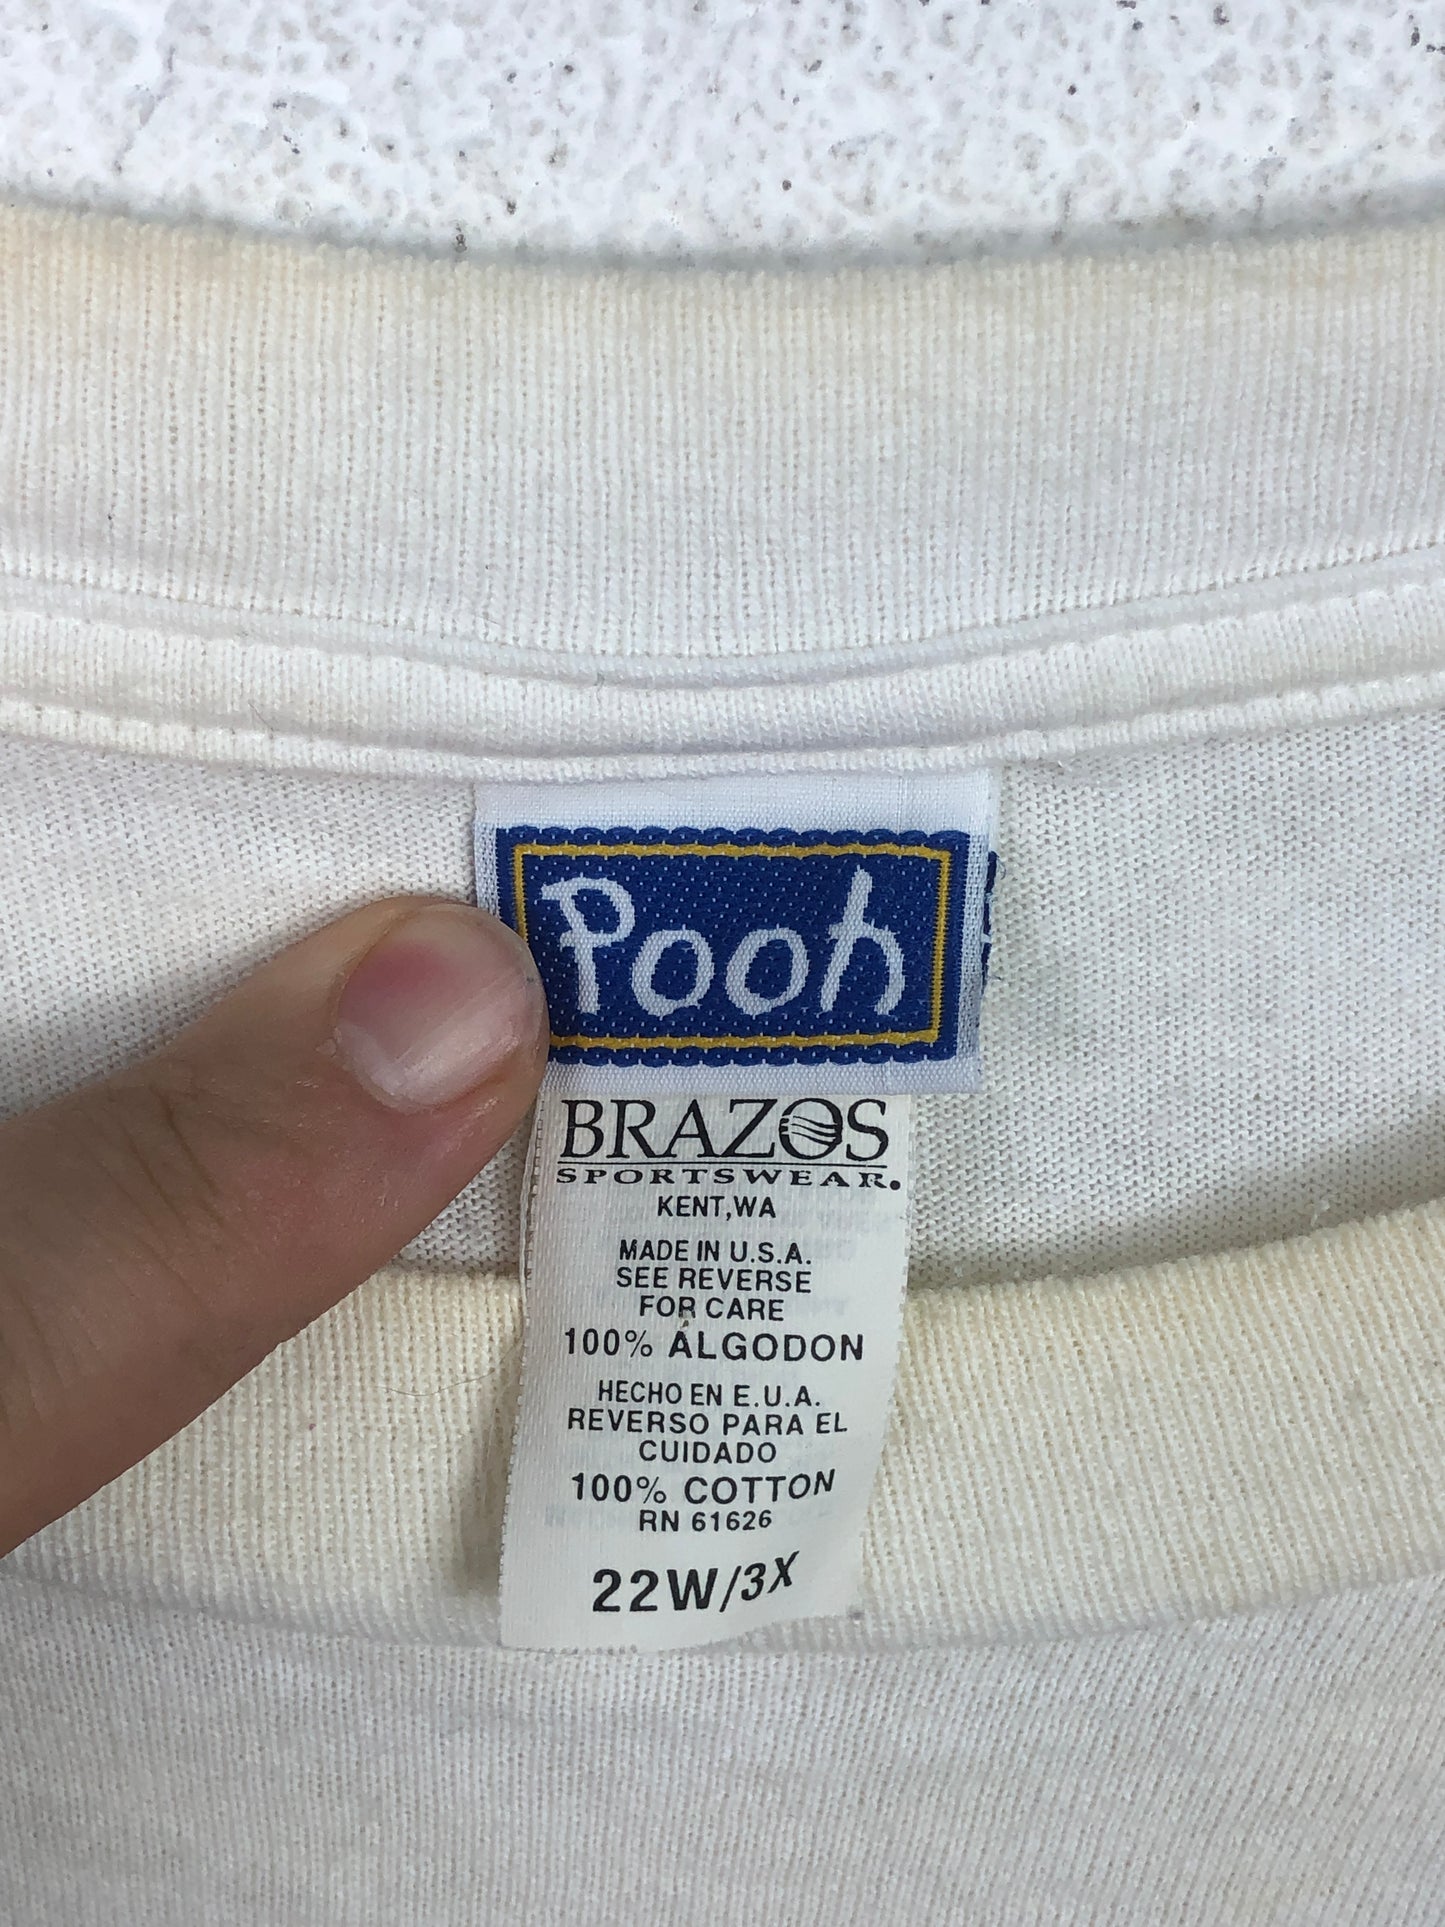 Pooh
BRAZOS
SPORTSWEAR.
KENT,WA
MADE IN U.S.A.
SEE REVERSE
FOR CARE
100% ALGODON
HECHO EN E.U.A.
REVERSO PARA EL
CUIDADO
100% COTTON
RN 61626
22W/3X